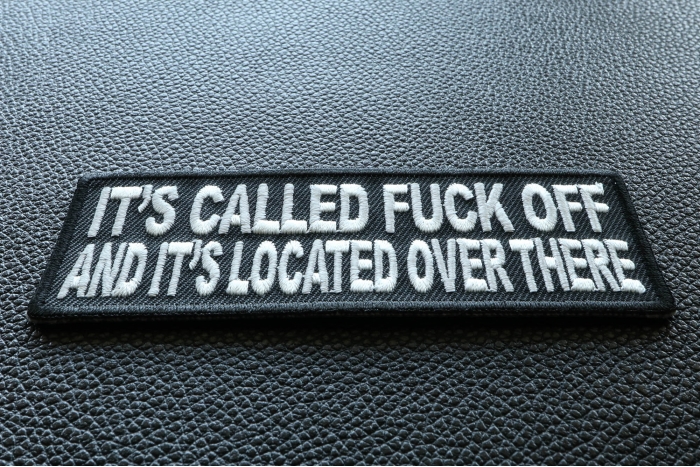 IT'S CALLED FUCK OFF
AND IT'S LOCATED OVER THERE